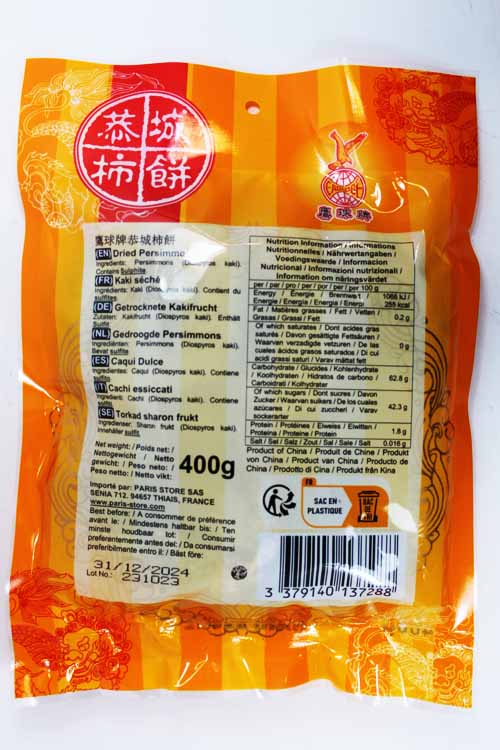 恭城
柿餅
鷹球牌
鷹球牌恭城柿餅
(EN) Dried Persimmo
Ingredients: Persimmons (Diospyros kaki).
Contains Sulphite
(FR) Kaki séché
Ingrédients: Kaki (Diospyros kaki). Contient du
sulfites
(DE) Getrocknete Kakifrucht
Zutaten: Kakifrucht (Diospyros kaki). Enthält
Sulfit
(NL) Gedroogde Persimmons
Ingrediënten: Persimmons (Diospyros kaki).
Bevat sulfite
(ES) Caqui Dulce
Ingredientes: Caqui (Diospyros kaki). Contiene
(IT) Cachi essiccati
Cachi (Diospyros kaki). Contiene
(SE) Torkad sharon frukt
Ingredienser: Sharon frukt (Diospyros kaki).
Innehåller sulfit
Net weight: / Poids net: /
Nettogewicht / Netto
gewicht: / Peso neto: /
Peso netto: / Netto vikt:
400g
Importé par: PARIS STORE SAS
SENIA 712. 94657 THIAIS, FRANCE
www.paris-store.com
Best before: / A consommer de préférence
avant le: / Mindestens haltbar bis: / Ten
minste houdbaar tot: / Consumir
preferentemente antes del: / Da consumarsi
preferibilmente entro il: / Bäst före:
31/12/2024
Lot No.: 231023
Nutrition Information / Informations
Nutritionnelles / Nährwertangaben /
Voedingswaarde / Informacion
Nutricional / Informazioni nutrizionali /
Information om näringsvärdet
per / par / pro / per / por / per / per 100 g
Energy / Énergie / Brennwert 1066 kJ /
Energie / Energía / Energia / Energi 255 kcal
Fat / Matières grasses / Fett / Vetten /
Grasas / Grassi / Fett 0.2 g
Of which saturates / Dont acides gras
saturés / Davon gesättigte Fettsäuren /
Waarvan verzadigde vetzuren / De las
cuales ácidos grasos saturados / Di cui
acidi grassi saturi / Varav mättat fett 0 g
Carbohydrate / Glucides / Kohlenhydrate
/ Koolhydraten / Hidratos de carbono /
Carboidrati / Kolhydrater 62.8 g
Of which sugars / Dont sucres / Davon
Zucker / Waarvan suikers / De los cuales
azúcares / Di cui zuccheri / Varav
sockerarter 42.3 g
Protein / Protéines / Eiweiss / Eiwitten /
Proteína / Proteine / Protein 1.8 g
Salt / Sel / Salz / Zout / Sal / Sale / Salt 0.016 g
Product of China / Produit de Chine / Produkt
von China / Product van China / Producto de
China / Prodotto di Cina / Produkt från Kina
FR
SAC EN
PLASTIQUE
BAC
DE
TRI
3 379140 137288